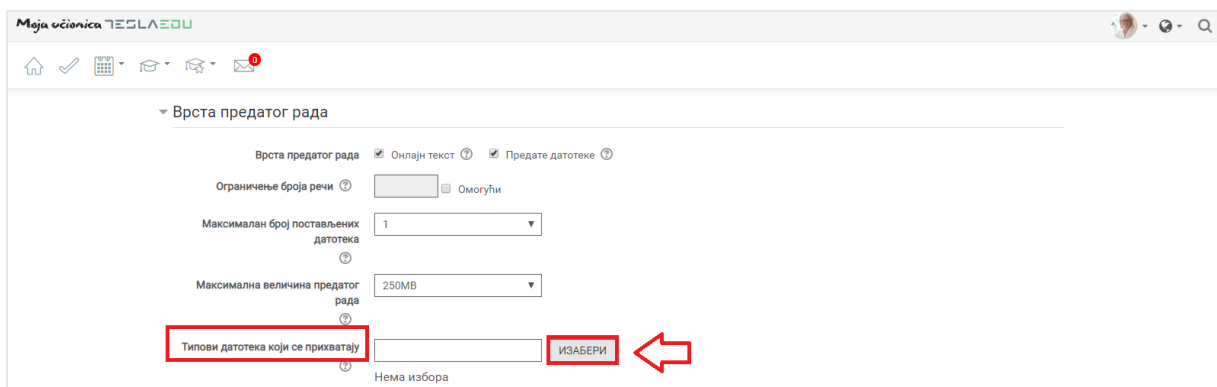 Moja učionica TESLAEDU
0
Врста предатог рада
Врста предатог рада Онлајн текст Предате датотеке
Ограничење броја речи Омогући
Максималан број постављених 1
датотека
Максимална величина предатог 250MB
рада
Типови датотека који се прихватају ИЗАБЕРИ
Нема избора